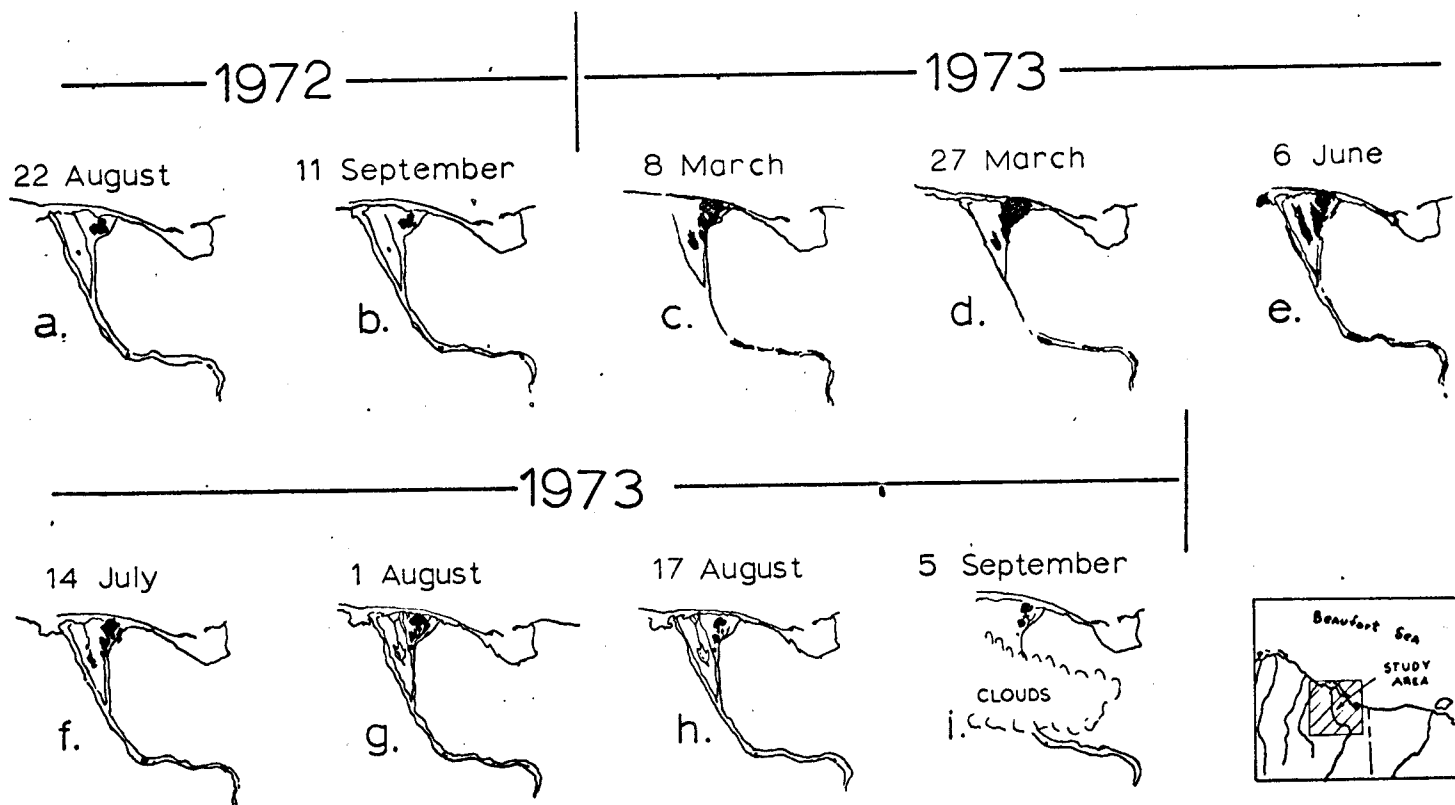 1972
1973
22 August
11 September
8 March
27 March
6 June
a.
b.
c.
d.
e.
1973
14 July
1 August
17 August
5 September
f.
g.
h.
i.
CLOUDS
Beaufort Sea
STUDY
AREA